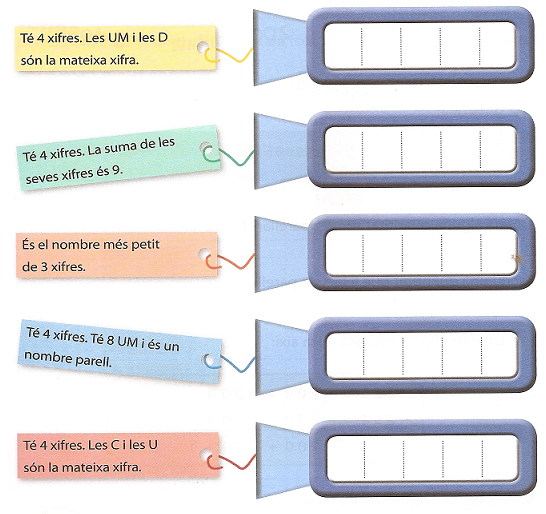 Té 4 xifres. Les UM i les D
són la mateixa xifra.
Té 4 xifres. La suma de les
seves xifres és 9.
És el nombre més petit
de 3 xifres.
Té 4 xifres. Té 8 UM i és un
nombre parell.
Té 4 xifres. Les C i les U
són la mateixa xifra.